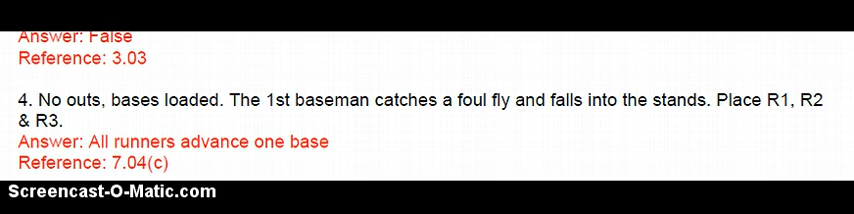 Answer: False
Reference: 3.03
4. No outs, bases loaded. The 1st baseman catches a foul fly and falls into the stands. Place R1, R2
& R3.
Answer: All runners advance one base
Reference: 7.04(c)
Screencast-O-Matic.com